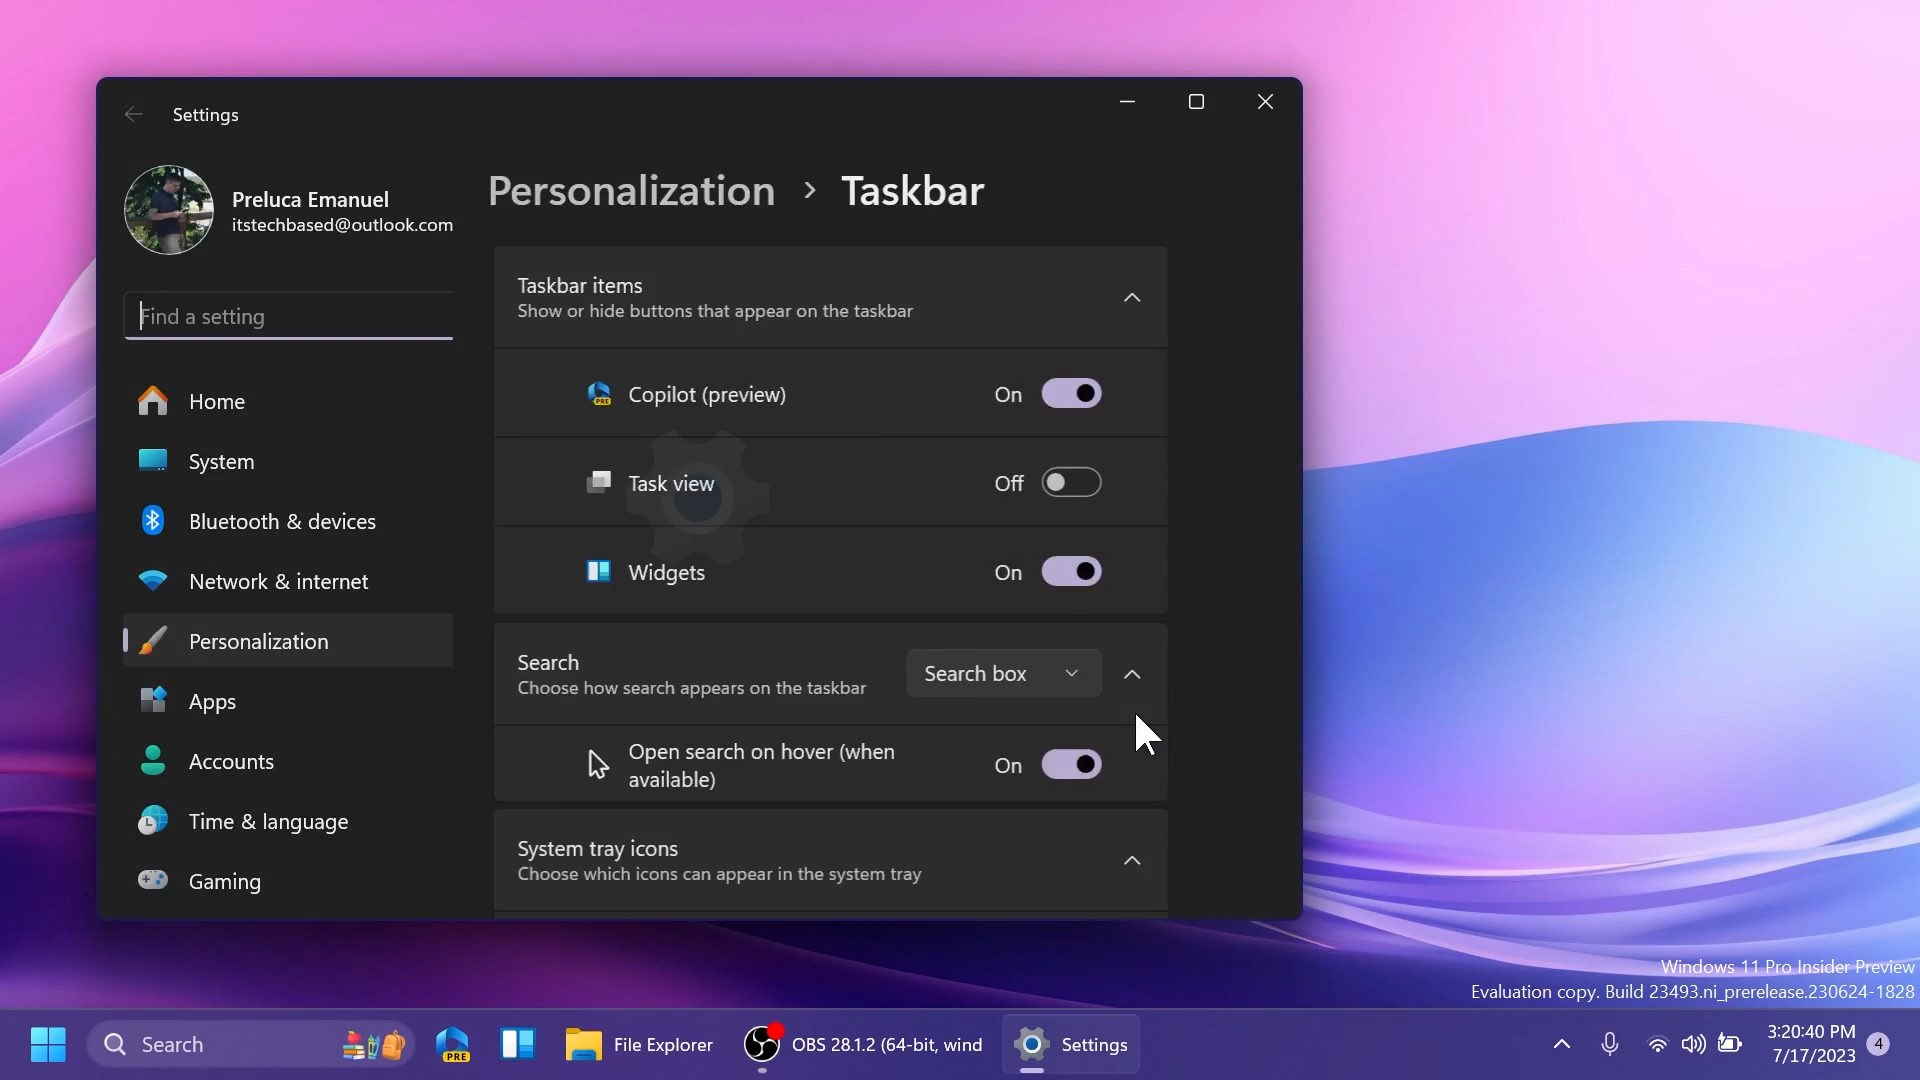 Settings
Preluca Emanuel
itstechbased@outlook.com
Find a setting
Home
System
Bluetooth & devices
Network & internet
Personalization
Apps
Accounts
Time & language
Gaming
Personalization > Taskbar
Taskbar items
Show or hide buttons that appear on the taskbar
PRE Copilot (preview) On
Task view Off
Widgets On
Search
Choose how search appears on the taskbar
Search box
Open search on hover (when
available)
On
System tray icons
Choose which icons can appear in the system tray
Windows 11 Pro Insider Preview
Evaluation copy. Build 23493.ni_prerelease.230624-1828
Search
PRE
File Explorer
OBS 28.1.2 (64-bit, wind
Settings
3:20:40 PM
7/17/2023
4